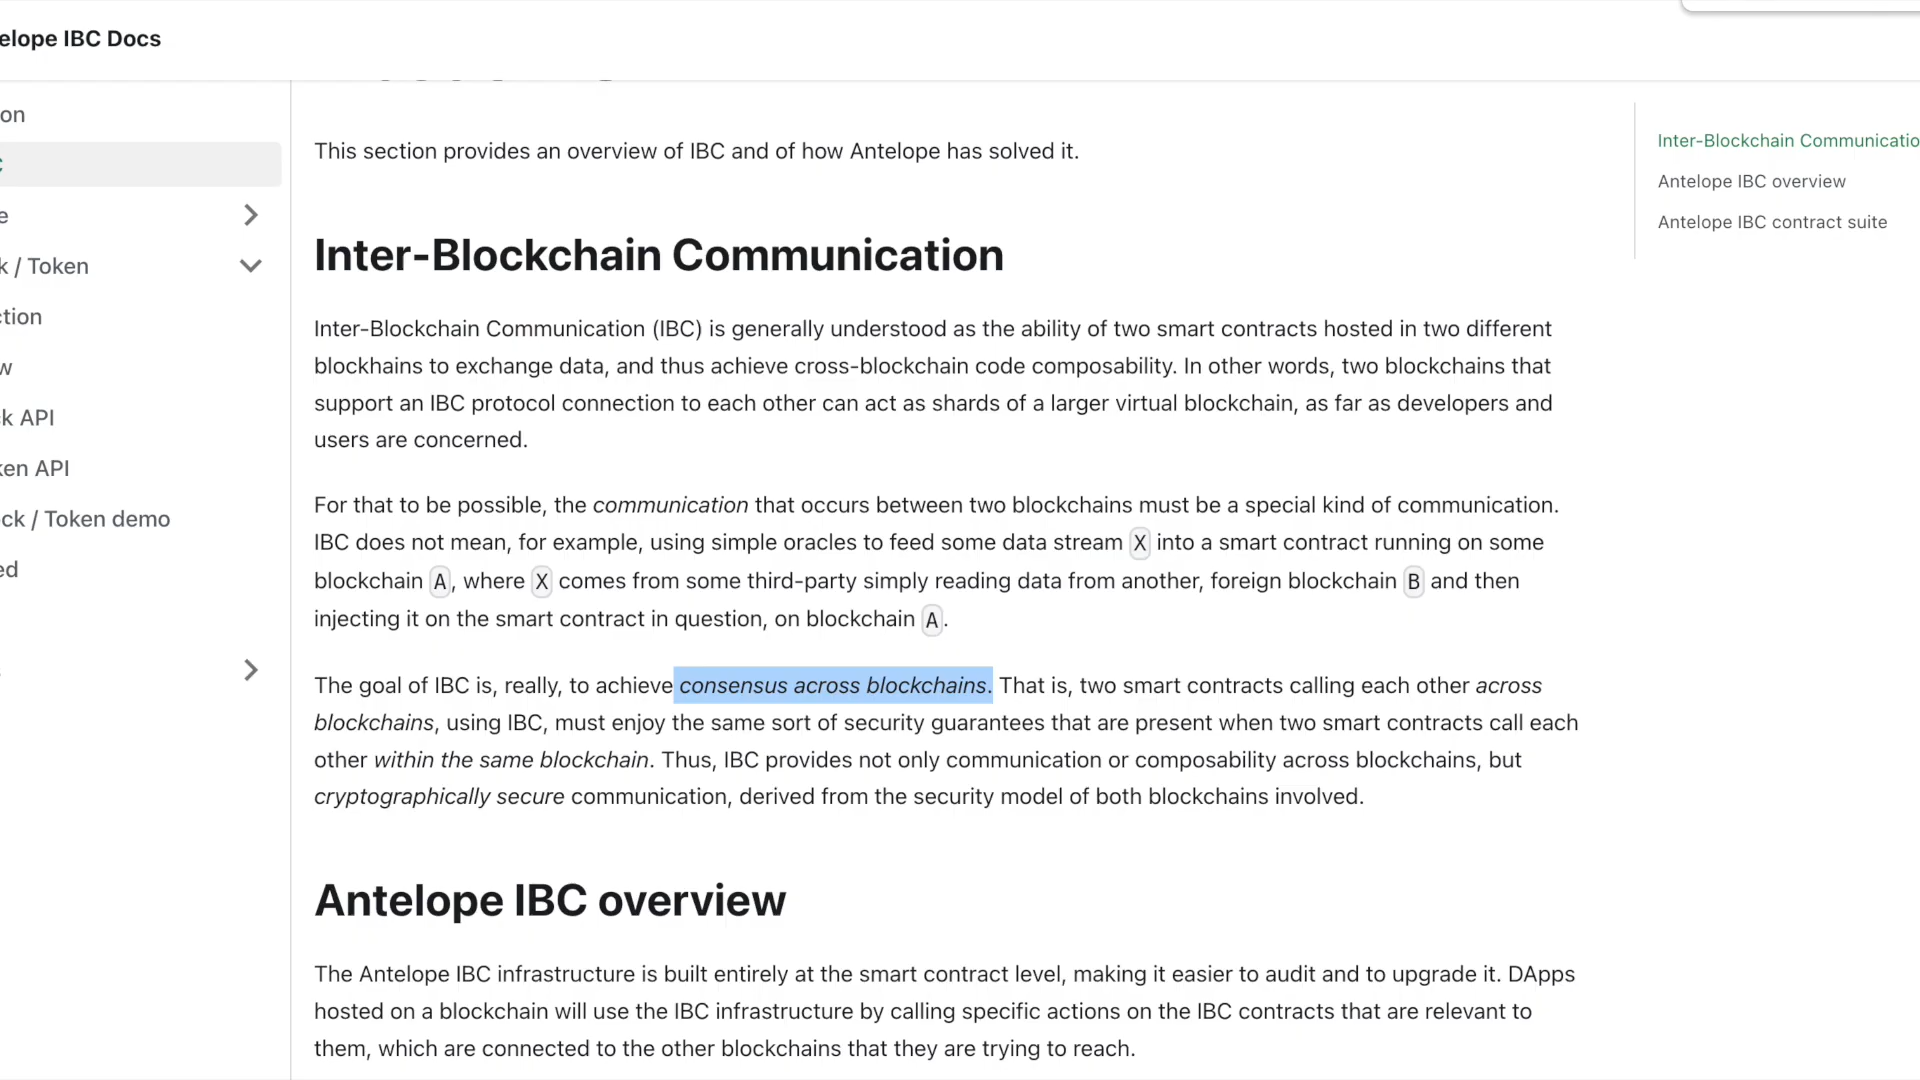 elope IBC Docs
on
e
k / Token
ction
w
k API
ken API
ck / Token demo
ed
This section provides an overview of IBC and of how Antelope has solved it.
Inter-Blockchain Communication
Inter-Blockchain Communication (IBC) is generally understood as the ability of two smart contracts hosted in two different
blockhains to exchange data, and thus achieve cross-blockchain code composability. In other words, two blockchains that
support an IBC protocol connection to each other can act as shards of a larger virtual blockchain, as far as developers and
users are concerned.
For that to be possible, the communication that occurs between two blockchains must be a special kind of communication.
IBC does not mean, for example, using simple oracles to feed some data stream X into a smart contract running on some
blockchain A, where X comes from some third-party simply reading data from another, foreign blockchain B and then
injecting it on the smart contract in question, on blockchain A.
The goal of IBC is, really, to achieve consensus across blockchains. That is, two smart contracts calling each other across
blockchains, using IBC, must enjoy the same sort of security guarantees that are present when two smart contracts call each
other within the same blockchain. Thus, IBC provides not only communication or composability across blockchains, but
cryptographically secure communication, derived from the security model of both blockchains involved.
Antelope IBC overview
The Antelope IBC infrastructure is built entirely at the smart contract level, making it easier to audit and to upgrade it. DApps
hosted on a blockchain will use the IBC infrastructure by calling specific actions on the IBC contracts that are relevant to
them, which are connected to the other blockchains that they are trying to reach.
Inter-Blockchain Communicatio
Antelope IBC overview
Antelope IBC contract suite